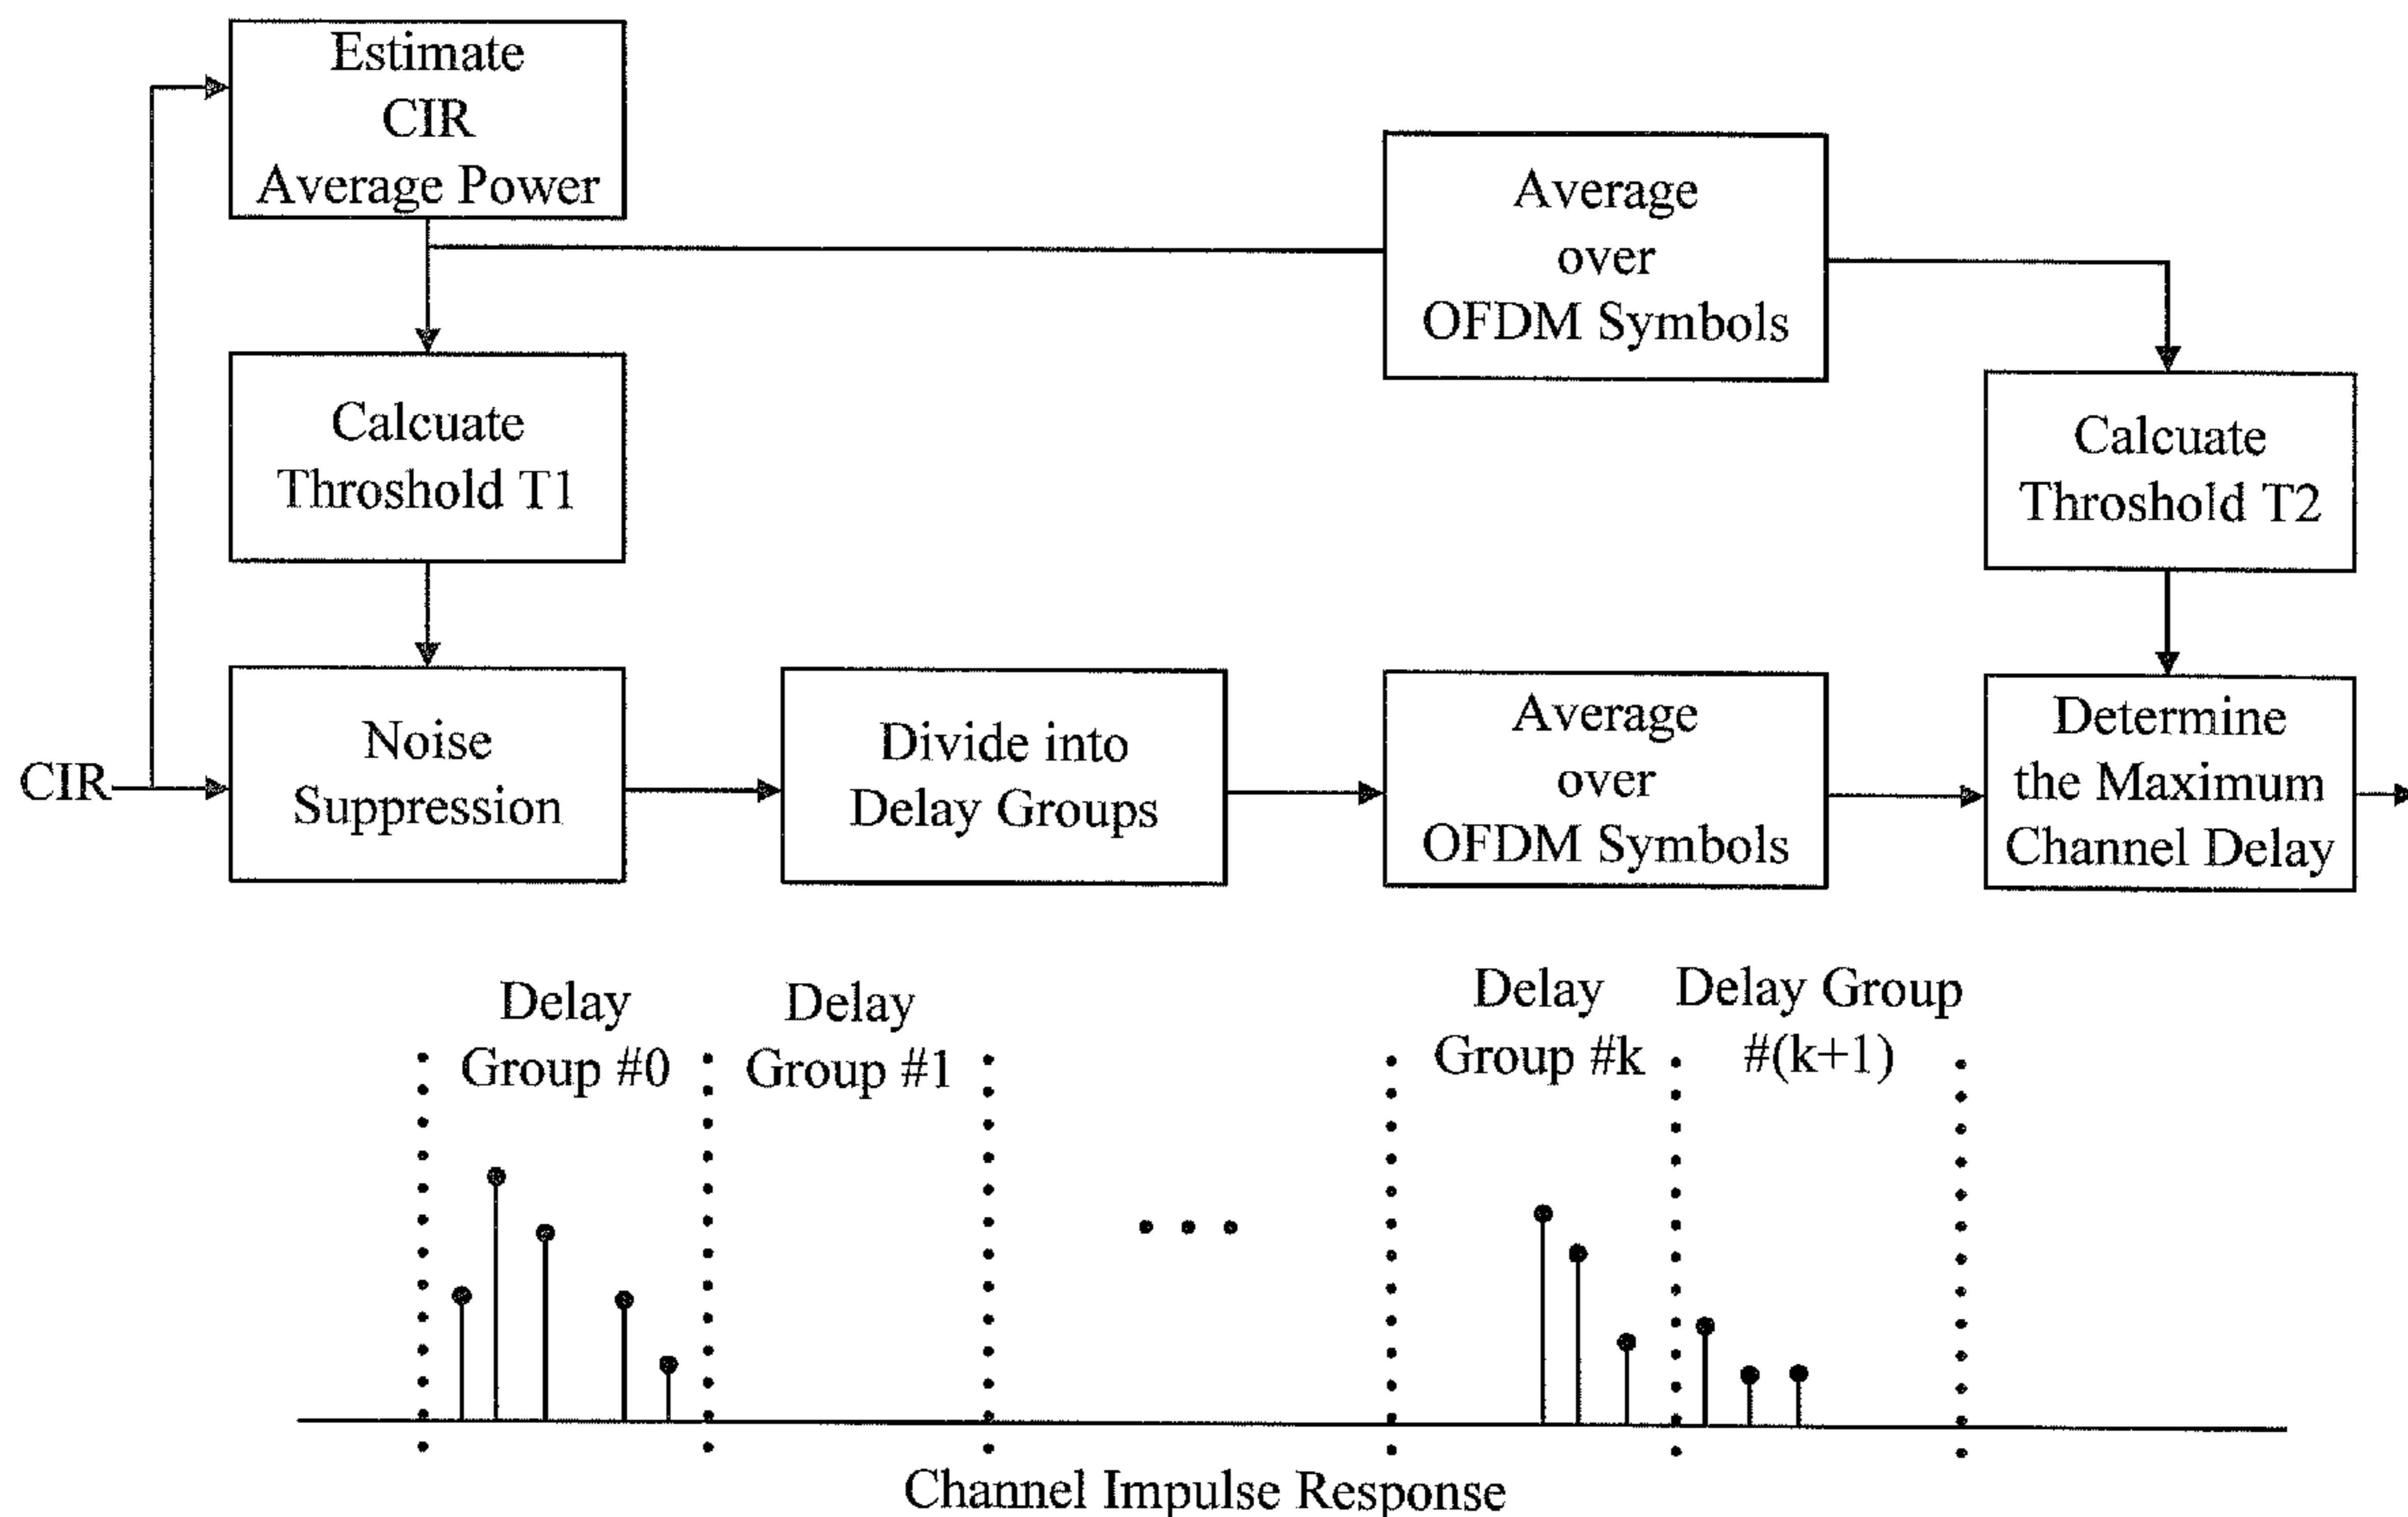 Estimate
CIR
Average Power
Average
over
OFDM Symbols
Calcuate
Throshold T1
Calcuate
Throshold T2
CIR
Noise
Suppression
Divide into
Delay Groups
Average
over
OFDM Symbols
Determine
the Maximum
Channel Delay
Delay
Group #0
Delay
Group #1
Delay
Group #k
Delay Group
#(k+1)
Channel Impulse Response